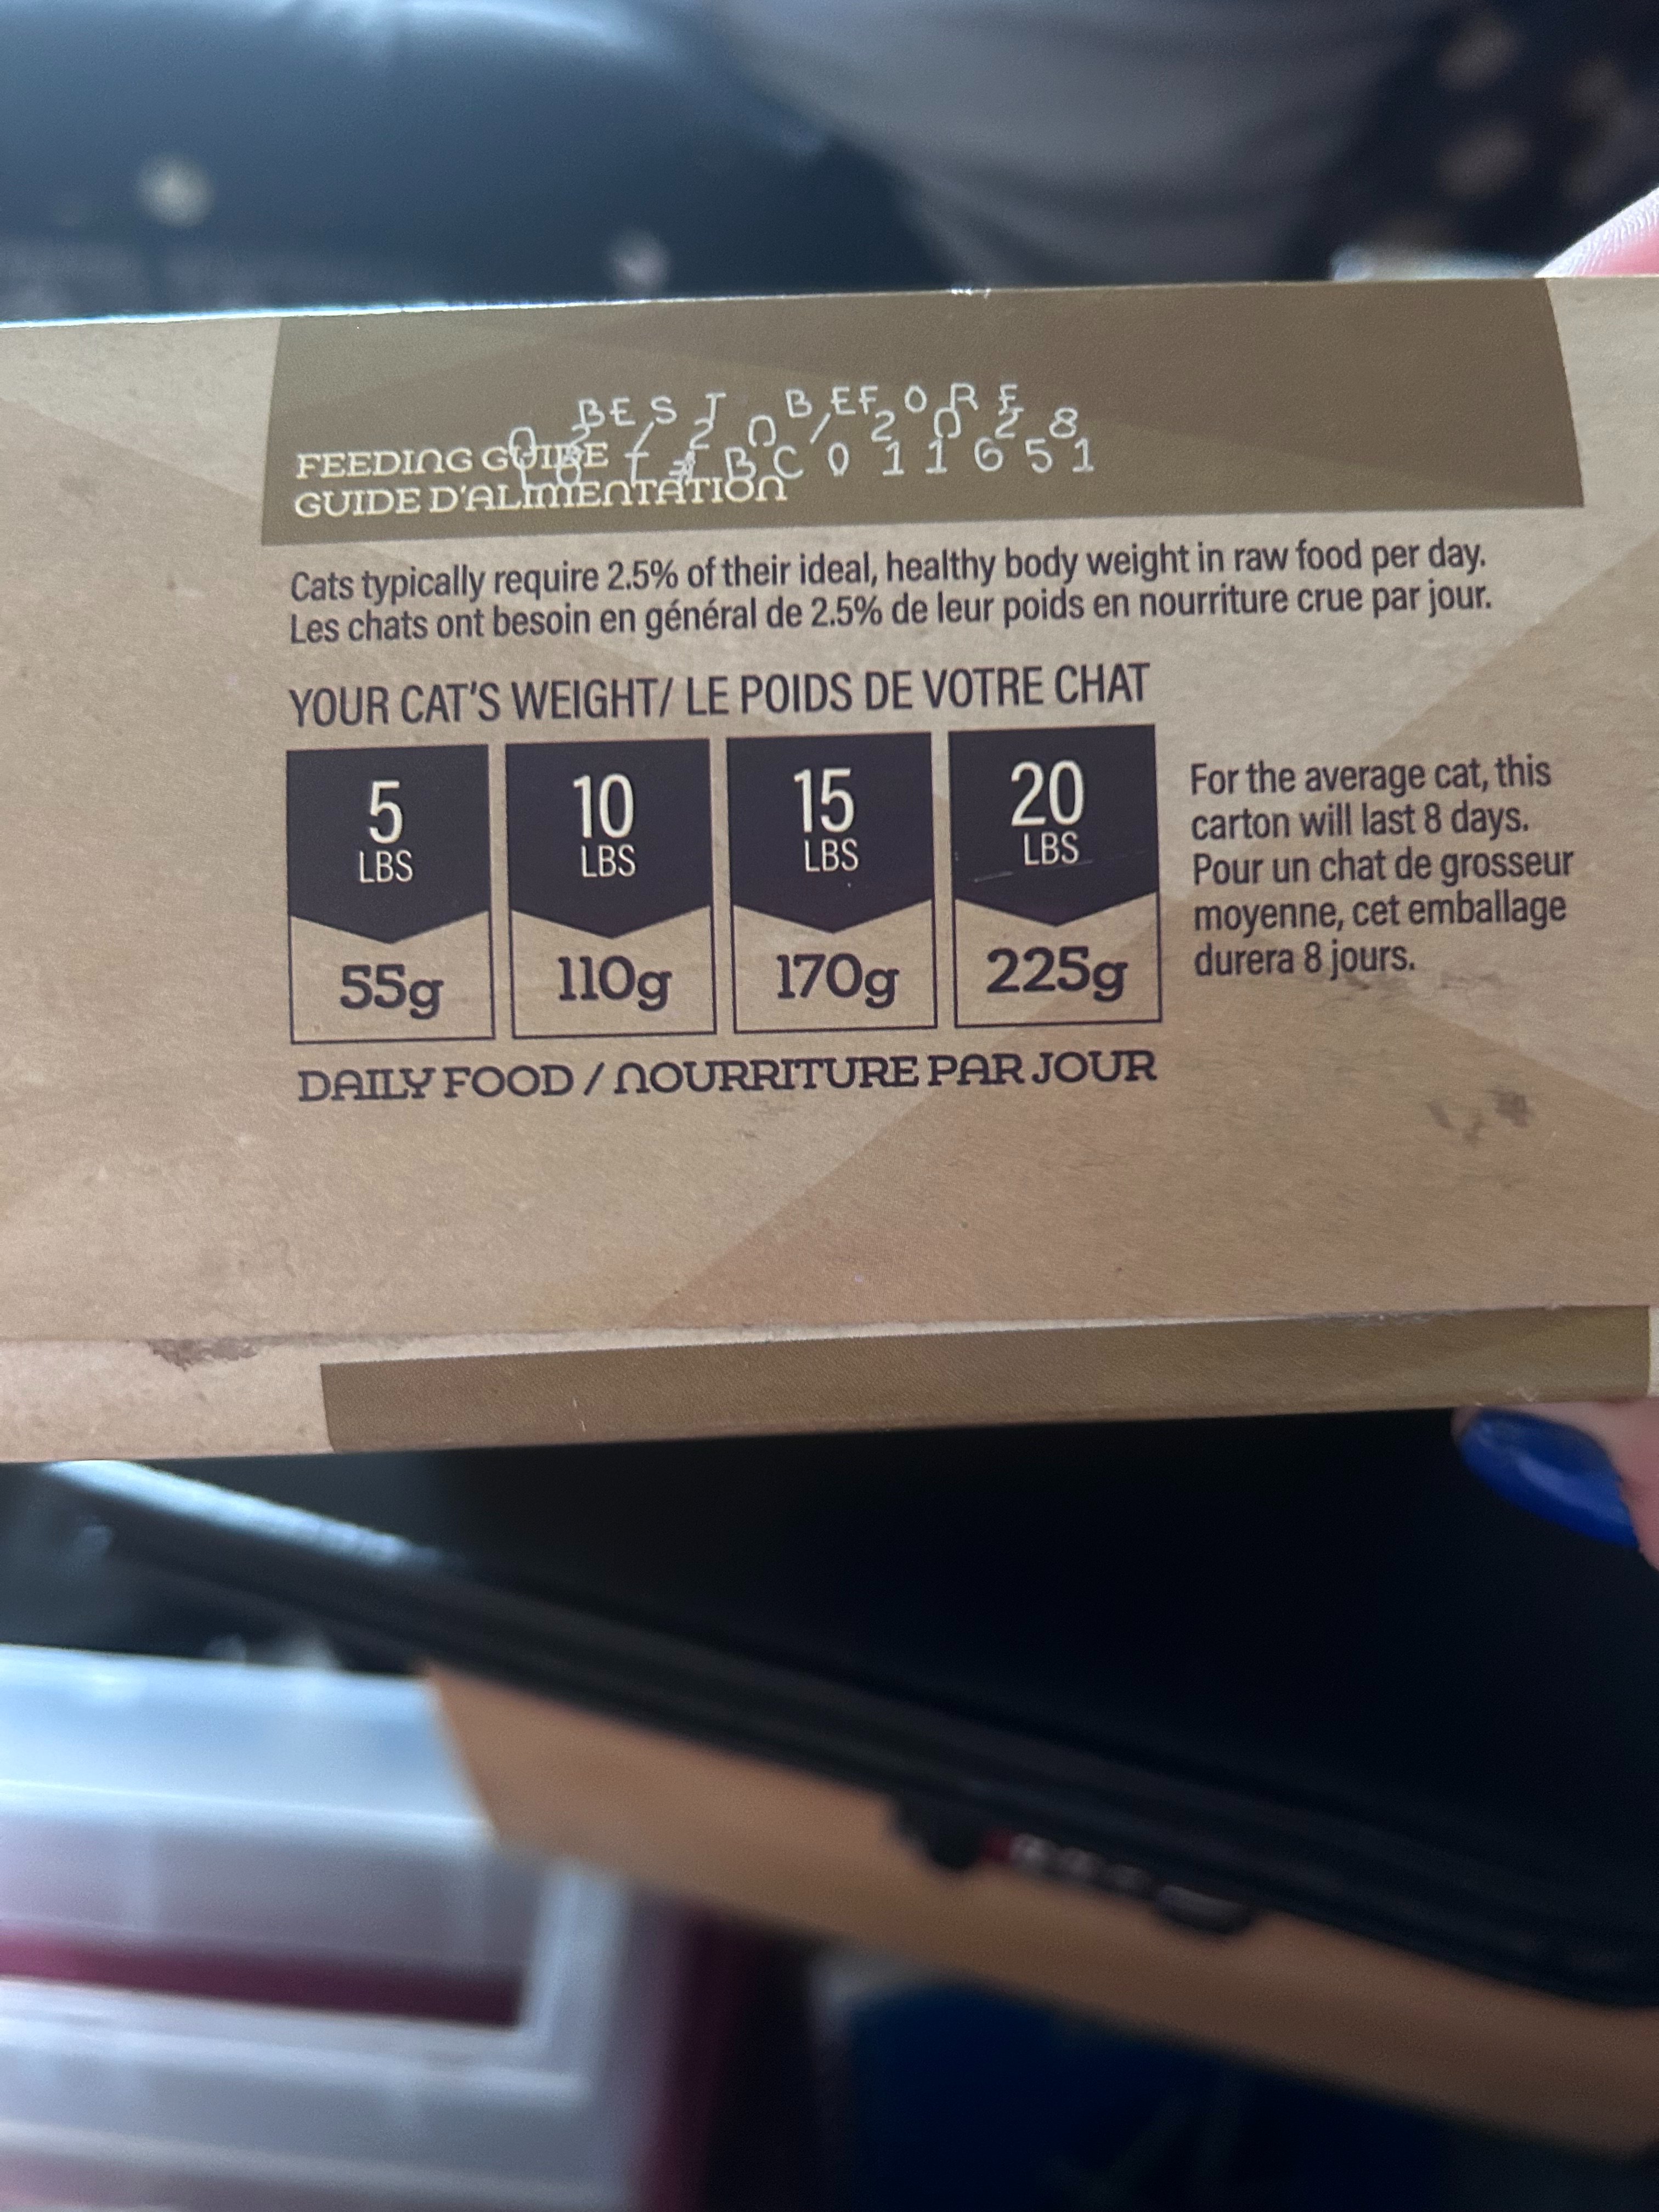 BEST BEFORE
02/20/2028
FEEDING GUIDE
BC011651
GUIDE D'ALIMENTATION
Cats typically require 2.5% of their ideal, healthy body weight in raw food per day.
Les chats ont besoin en général de 2.5% de leur poids en nourriture crue par jour.
YOUR CAT'S WEIGHT/ LE POIDS DE VOTRE CHAT
5 LBS
10 LBS
15 LBS
20 LBS
55g
110g
170g
225g
DAILY FOOD / NOURRITURE PAR JOUR
For the average cat, this
carton will last 8 days.
Pour un chat de grosseur
moyenne, cet emballage
durera 8 jours.